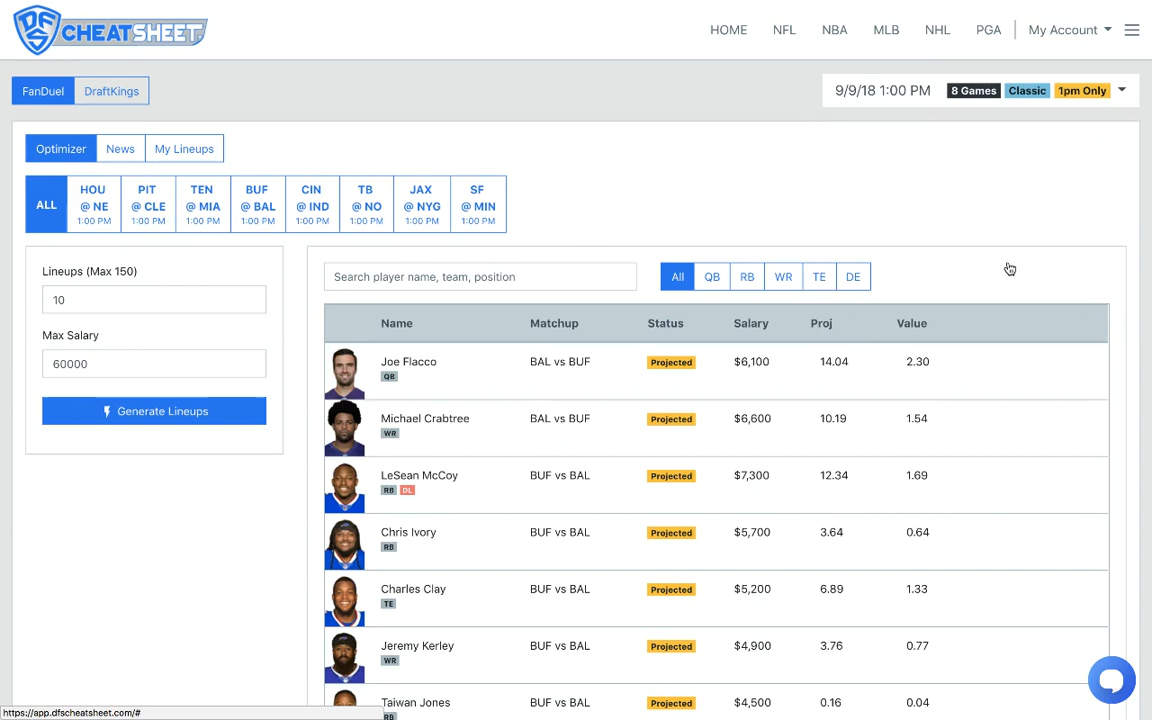 DFS CHEATSHEET
HOME NFL NBA MLB NHL PGA My Account
FanDuel DraftKings
9/9/18 1:00 PM 8 Games Classic 1pm Only
Optimizer News My Lineups
ALL
HOU @ NE 1:00 PM
PIT @ CLE 1:00 PM
TEN @ MIA 1:00 PM
BUF @ BAL 1:00 PM
CIN @ IND 1:00 PM
TB @ NO 1:00 PM
JAX @ NYG 1:00 PM
SF @ MIN 1:00 PM
Lineups (Max 150)
10
Max Salary
60000
Generate Lineups
Search player name, team, position
All QB RB WR TE DE
Name Matchup Status Salary Proj Value
Joe Flacco BAL vs BUF Projected $6,100 14.04 2.30
QB
Michael Crabtree BAL vs BUF Projected $6,600 10.19 1.54
WR
LeSean McCoy BUF vs BAL Projected $7,300 12.34 1.69
RB DL
Chris Ivory BUF vs BAL Projected $5,700 3.64 0.64
RB
Charles Clay BUF vs BAL Projected $5,200 6.89 1.33
TE
Jeremy Kerley BUF vs BAL Projected $4,900 3.76 0.77
WR
Taiwan Jones BUF vs BAL Projected $4,500 0.16 0.04
RB
https://app.dfscheatsheet.com/#